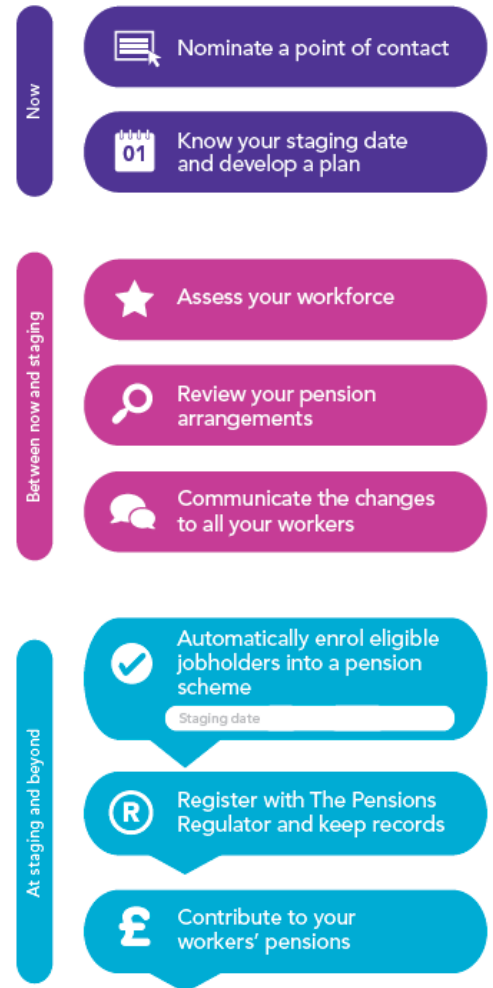 Now
Nominate a point of contact
01
Know your staging date
and develop a plan
Between now and staging
Assess your workforce
Review your pension
arrangements
Communicate the changes
to all your workers
At staging and beyond
Automatically enrol eligible
jobholders into a pension
scheme
Staging date
R
Register with The Pensions
Regulator and keep records
£
Contribute to your
workers’ pensions